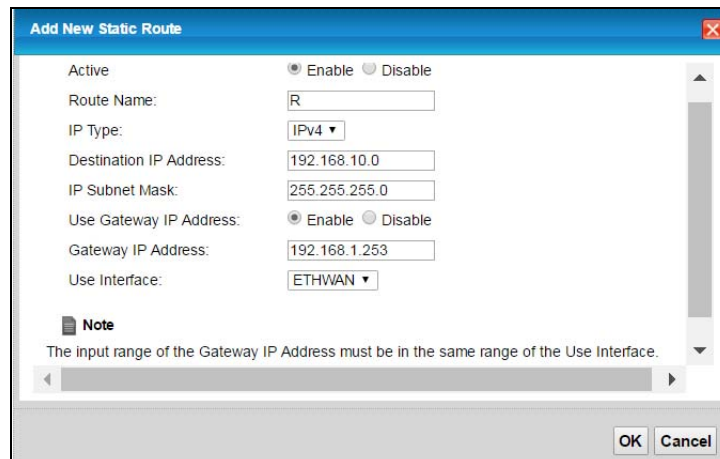 Add New Static Route
Active Enable Disable
Route Name: R
IP Type: IPv4
Destination IP Address: 192.168.10.0
IP Subnet Mask: 255.255.255.0
Use Gateway IP Address: Enable Disable
Gateway IP Address: 192.168.1.253
Use Interface: ETHWAN
Note
The input range of the Gateway IP Address must be in the same range of the Use Interface.
OK Cancel